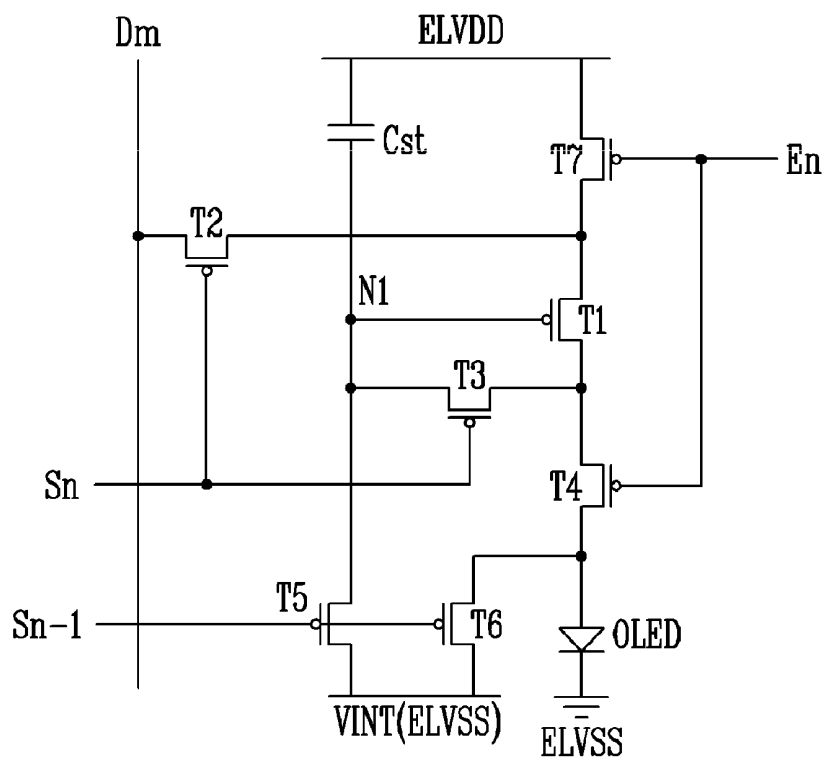 Dm
ELVDD
Cst
T7
En
T2
N1
T1
T3
Sn
T4
T5
Sn-1
T6
OLED
VINT(ELVSS)
ELVSS